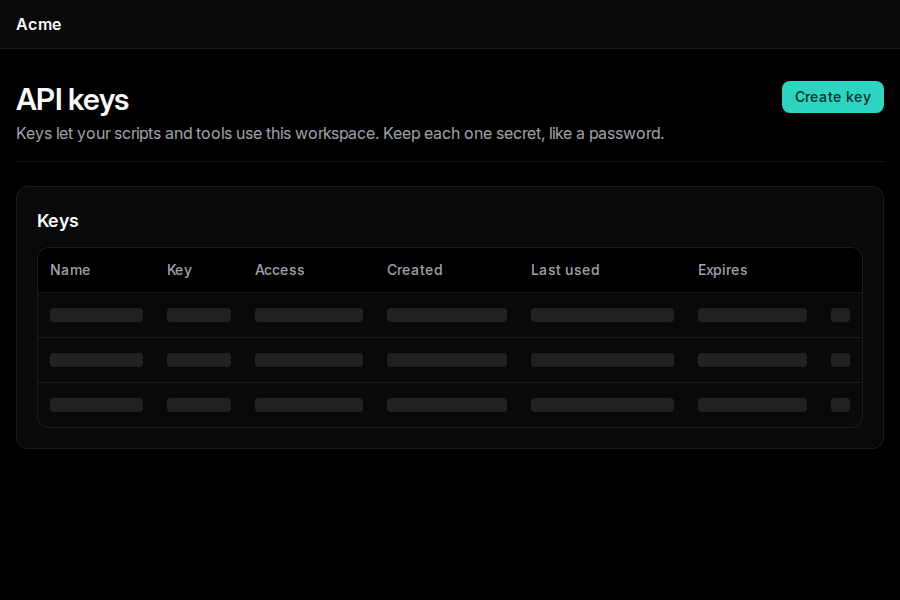 Acme
API keys
Create key
Keys let your scripts and tools use this workspace. Keep each one secret, like a password.
Keys
Name Key Access Created Last used Expires